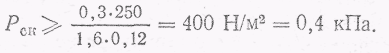 P_ск ⩾ 0,3·250 / 1,6·0,12 = 400 Н/м² = 0,4 кПа.